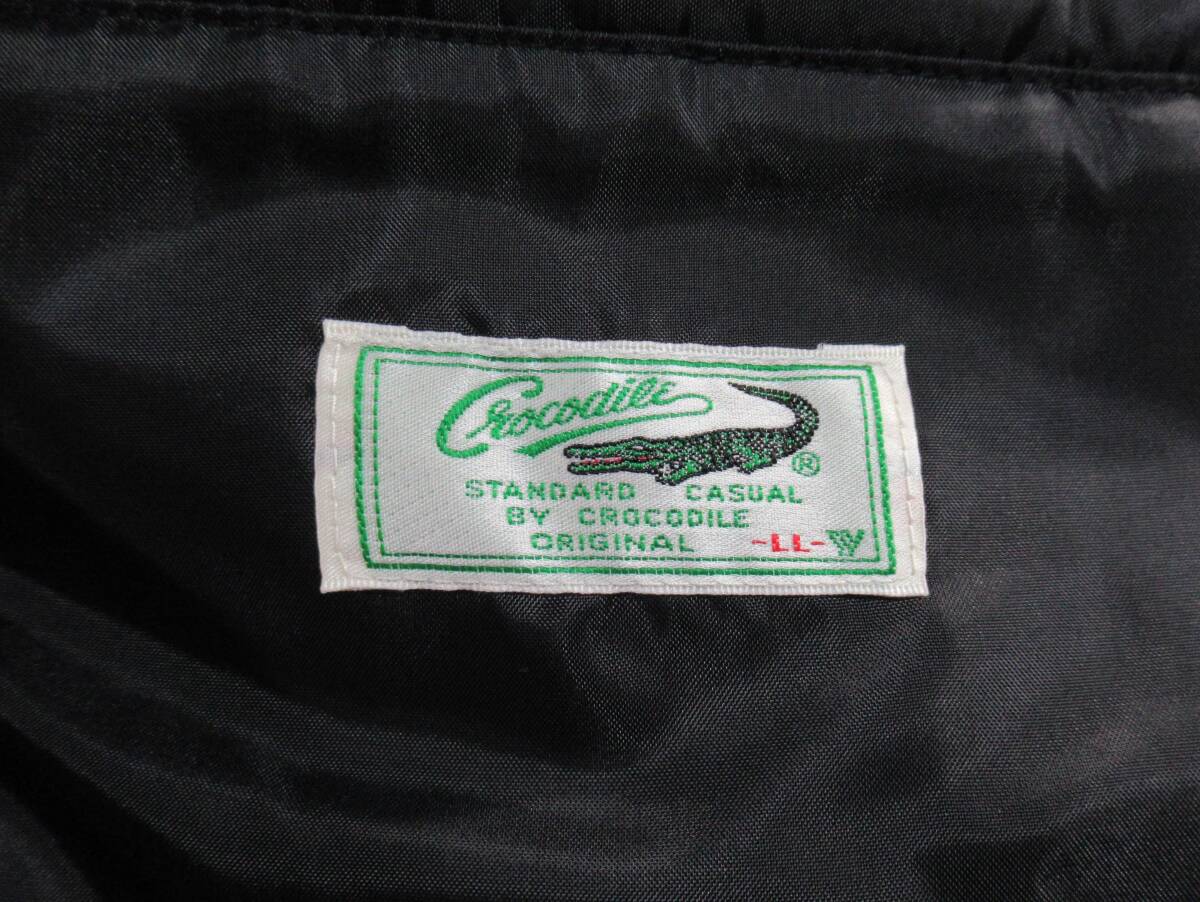 Crocodile
®
STANDARD CASUAL
BY CROCODILE
ORIGINAL -LL-